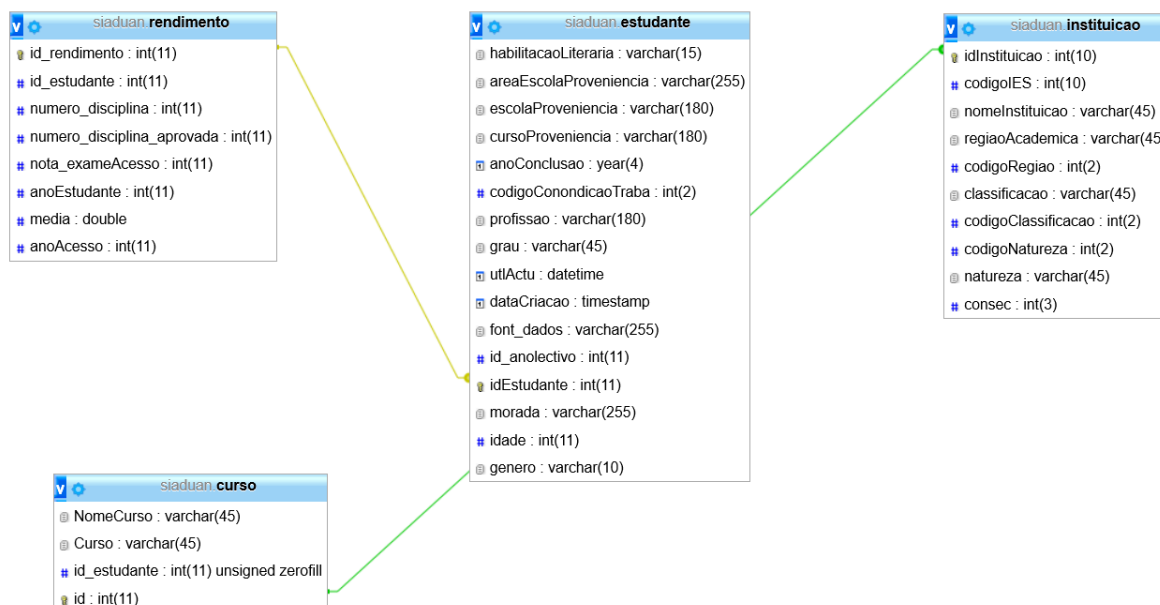 siaduan rendimento
id_rendimento : int(11)
id_estudante : int(11)
numero_disciplina : int(11)
numero_disciplina_aprovada : int(11)
nota_exameAcesso : int(11)
anoEstudante : int(11)
media : double
anoAcesso : int(11)
siaduan estudante
habilitacaoLiteraria : varchar(15)
areaEscolaProveniencia : varchar(255)
escolaProveniencia : varchar(180)
cursoProveniencia : varchar(180)
anoConclusao : year(4)
codigoConondicaoTraba : int(2)
profissao : varchar(180)
grau : varchar(45)
utlActu : datetime
dataCriacao : timestamp
font_dados : varchar(255)
id_anolectivo : int(11)
idEstudante : int(11)
morada : varchar(255)
idade : int(11)
genero : varchar(10)
siaduan instituicao
idInstituicao : int(10)
codigoIES : int(10)
nomeInstituicao : varchar(45)
regiaoAcademica : varchar(45
codigoRegiao : int(2)
classificacao : varchar(45)
codigoClassificacao : int(2)
codigoNatureza : int(2)
natureza : varchar(45)
consec : int(3)
siaduan curso
NomeCurso : varchar(45)
Curso : varchar(45)
id_estudante : int(11) unsigned zerofill
id : int(11)